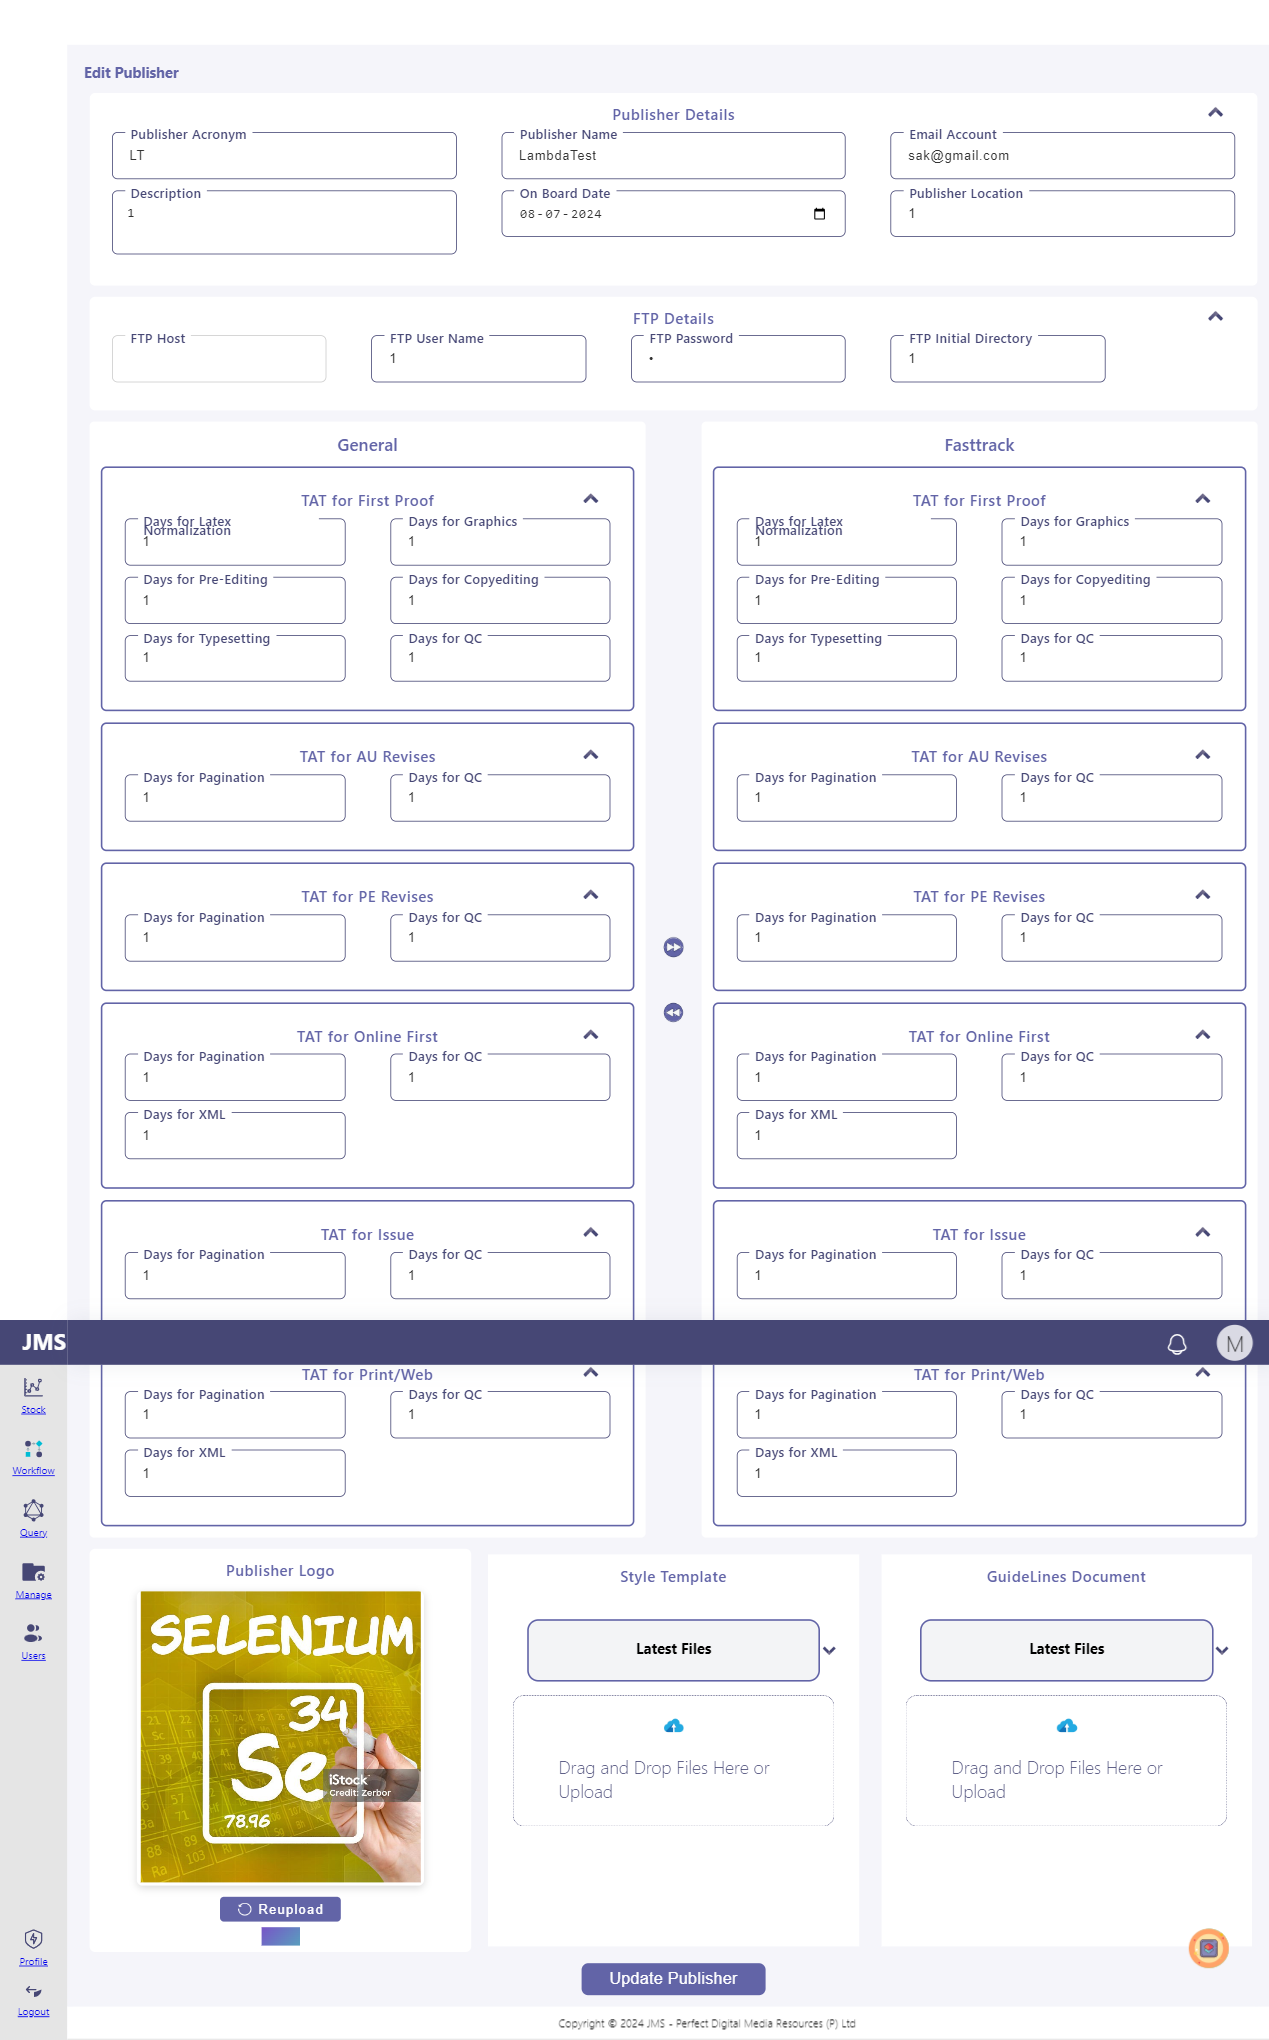 Edit Publisher
Publisher Details
Publisher Acronym
LT
Publisher Name
LambdaTest
Email Account
sak@gmail.com
Description
1
On Board Date
08-07-2024
Publisher Location
1
FTP Details
FTP Host
FTP User Name
1
FTP Password
•
FTP Initial Directory
1
General
TAT for First Proof
Days for Latex
Normalization
1
Days for Graphics
1
Days for Pre-Editing
1
Days for Copyediting
1
Days for Typesetting
1
Days for QC
1
TAT for AU Revises
Days for Pagination
1
Days for QC
1
TAT for PE Revises
Days for Pagination
1
Days for QC
1
TAT for Online First
Days for Pagination
1
Days for QC
1
Days for XML
1
TAT for Issue
Days for Pagination
1
Days for QC
1
Fasttrack
TAT for First Proof
Days for Latex
Normalization
1
Days for Graphics
1
Days for Pre-Editing
1
Days for Copyediting
1
Days for Typesetting
1
Days for QC
1
TAT for AU Revises
Days for Pagination
1
Days for QC
1
TAT for PE Revises
Days for Pagination
1
Days for QC
1
TAT for Online First
Days for Pagination
1
Days for QC
1
Days for XML
1
TAT for Issue
Days for Pagination
1
Days for QC
1
JMS
M
Stock
Workflow
Query
Manage
Users
Profile
Logout
TAT for Print/Web
Days for Pagination
1
Days for QC
1
Days for XML
1
TAT for Print/Web
Days for Pagination
1
Days for QC
1
Days for XML
1
Publisher Logo
SELENIUM
34
Se
78.96
iStock
Credit: Zerbor
21 22
Sc Ti V
39 40
88 89
Ra
103
Reupload
Style Template
Latest Files
Drag and Drop Files Here or
Upload
GuideLines Document
Latest Files
Drag and Drop Files Here or
Upload
Update Publisher
Copyright © 2024 JMS - Perfect Digital Media Resources (P) Ltd